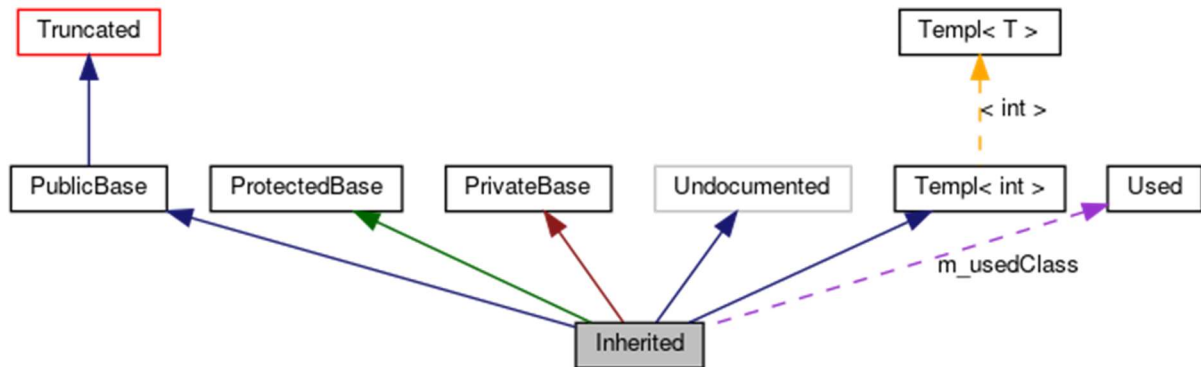 Truncated
Templ< T >
< int >
PublicBase
ProtectedBase
PrivateBase
Undocumented
Templ< int >
Used
m_usedClass
Inherited